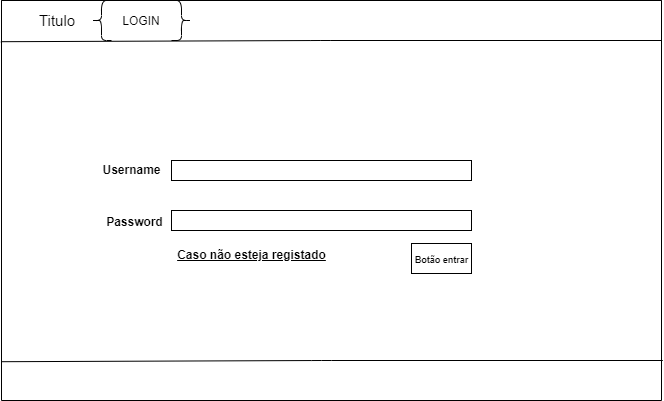 Titulo
LOGIN
Username
Password
Caso não esteja registado
Botão entrar